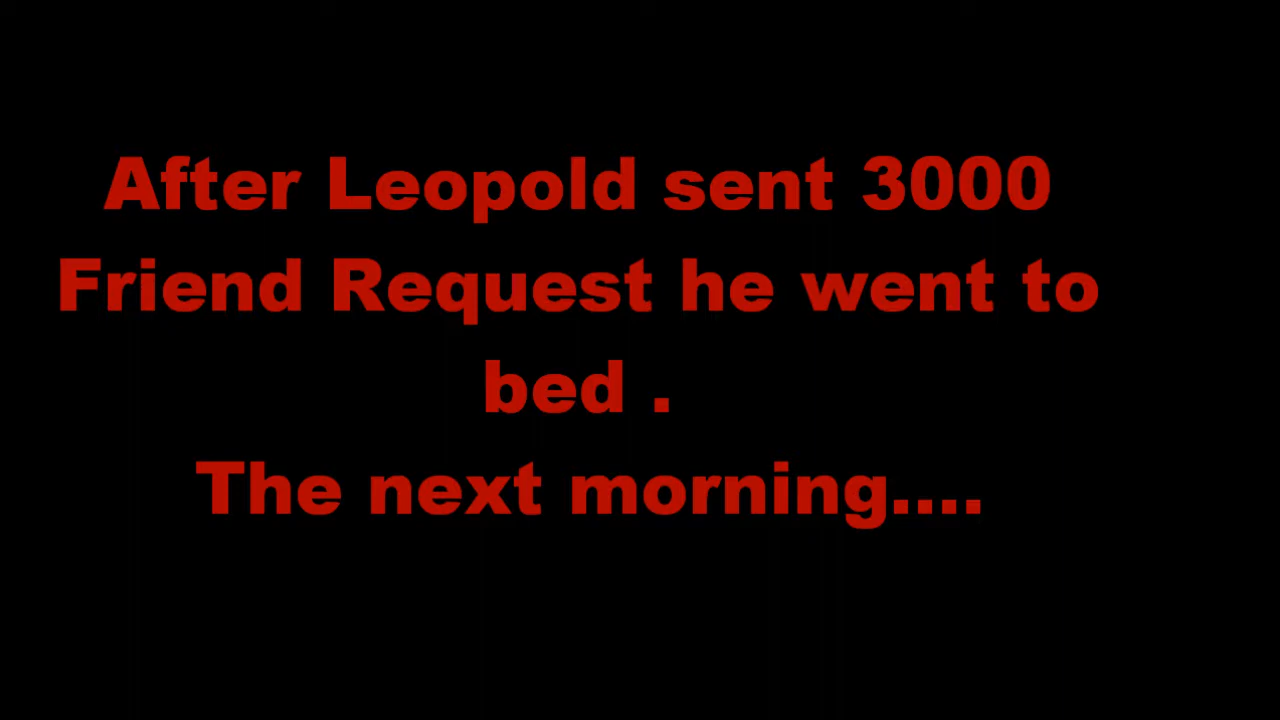 After Leopold sent 3000
Friend Request he went to
bed .
The next morning....